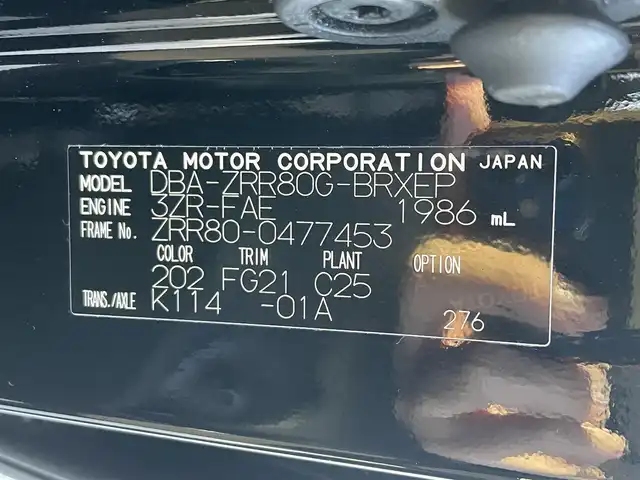 TOYOTA MOTOR CORPORATION JAPAN
MODEL DBA-ZRR80G-BRXEP
ENGINE 3ZR-FAE 1986 mL
FRAME No. ZRR80-0477453
COLOR TRIM PLANT OPTION
202 FG21 C25
TRANS./AXLE K114 -01A
276